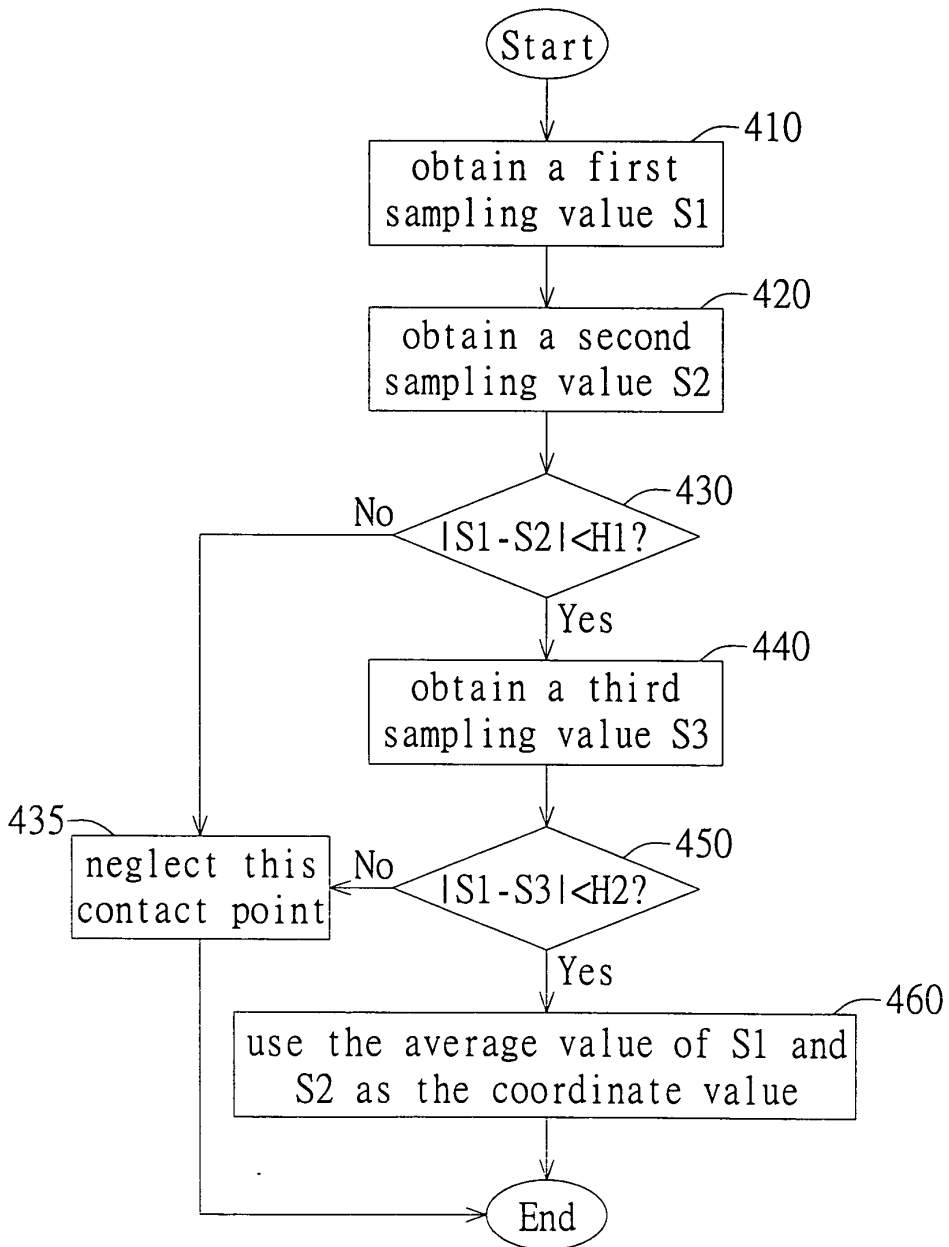 Start
410
obtain a first
sampling value S1
420
obtain a second
sampling value S2
430
No
|S1-S2|<H1?
Yes
440
obtain a third
sampling value S3
435
450
neglect this
contact point
No
|S1-S3|<H2?
Yes
460
use the average value of S1 and
S2 as the coordinate value
End